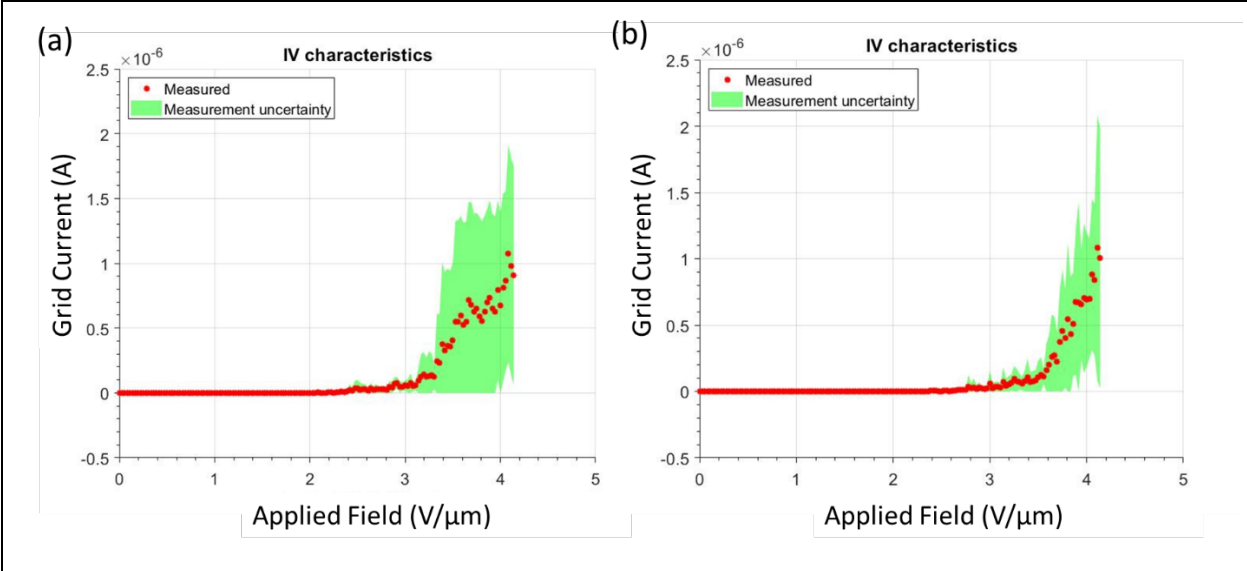 (a)
IV characteristics
×10⁻⁶
2.5
2
1.5
1
0.5
0
-0.5
Measured
Measurement uncertainty
Grid Current (A)
0 1 2 3 4 5
Applied Field (V/μm)
(b)
IV characteristics
×10⁻⁶
2.5
2
1.5
1
0.5
0
-0.5
Measured
Measurement uncertainty
Grid Current (A)
0 1 2 3 4 5
Applied Field (V/μm)